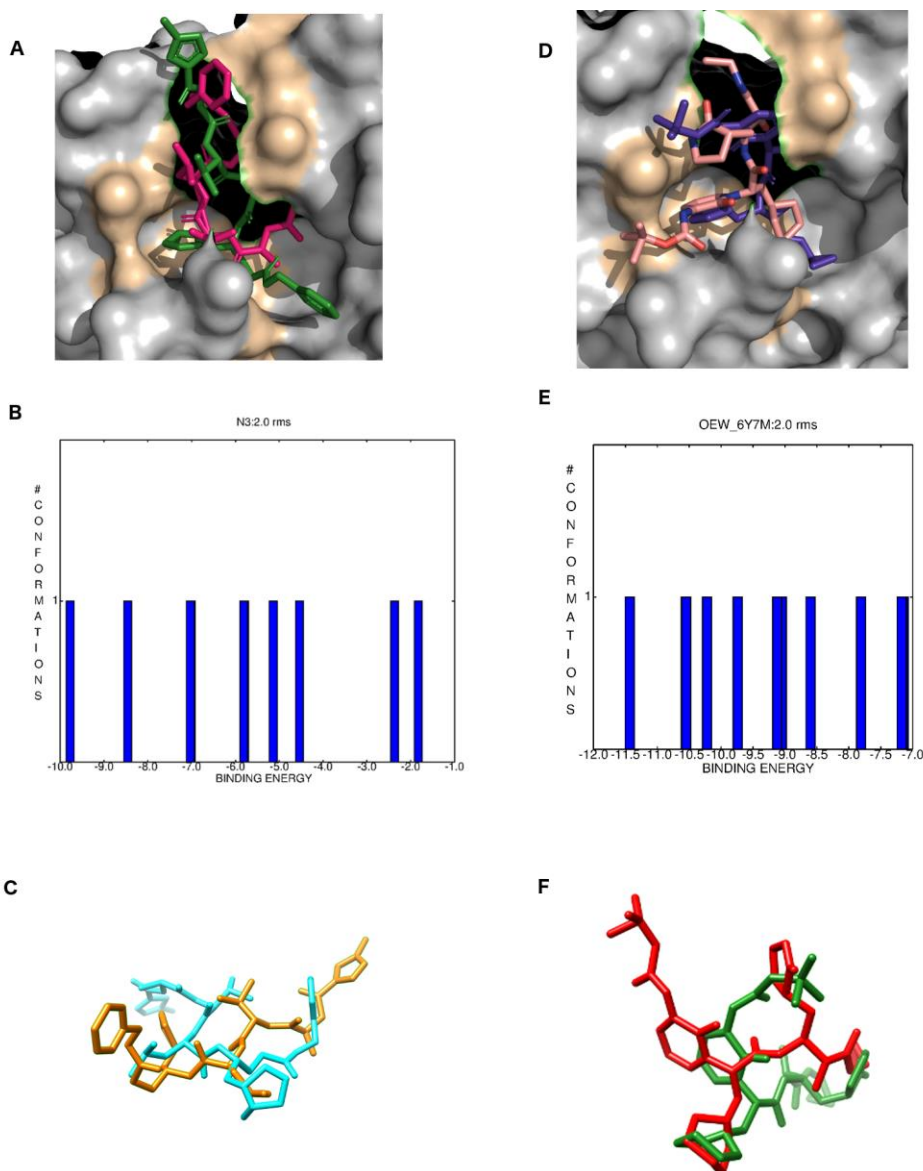 A
D
B
N3:2.0 rms
#CONFORMATIONS
1
-10.0 -9.0 -8.0 -7.0 -6.0 -5.0 -4.0 -3.0 -2.0 -1.0
BINDING ENERGY
E
OEW_6Y7M:2.0 rms
#CONFORMATIONS
1
-12.0 -11.5 -11.0 -10.5 -10.0 -9.5 -9.0 -8.5 -8.0 -7.5 -7.0
BINDING ENERGY
C
F